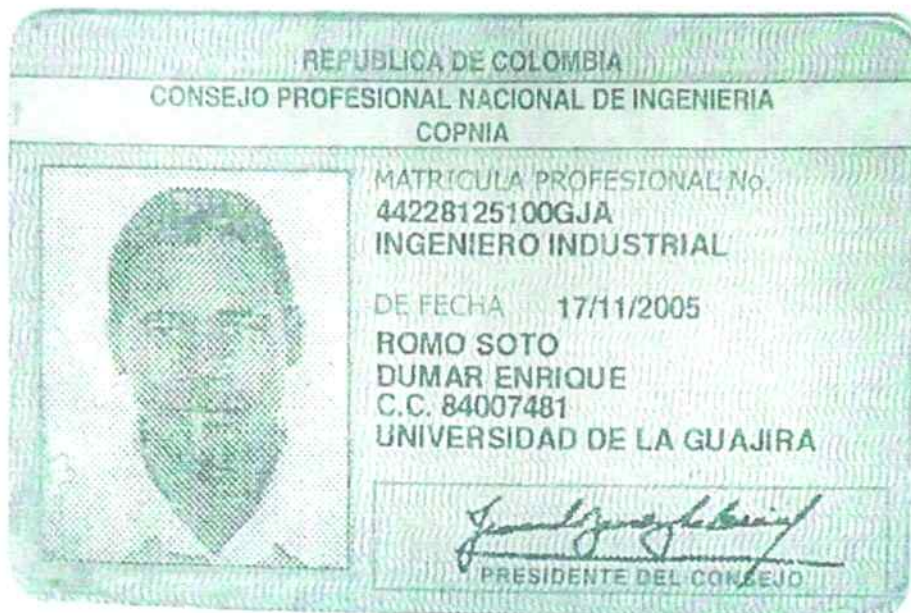 REPUBLICA DE COLOMBIA
CONSEJO PROFESIONAL NACIONAL DE INGENIERIA
COPNIA
MATRICULA PROFESIONAL No.
44228125100GJA
INGENIERO INDUSTRIAL
DE FECHA 17/11/2005
ROMO SOTO
DUMAR ENRIQUE
C.C. 84007481
UNIVERSIDAD DE LA GUAJIRA
PRESIDENTE DEL CONSEJO